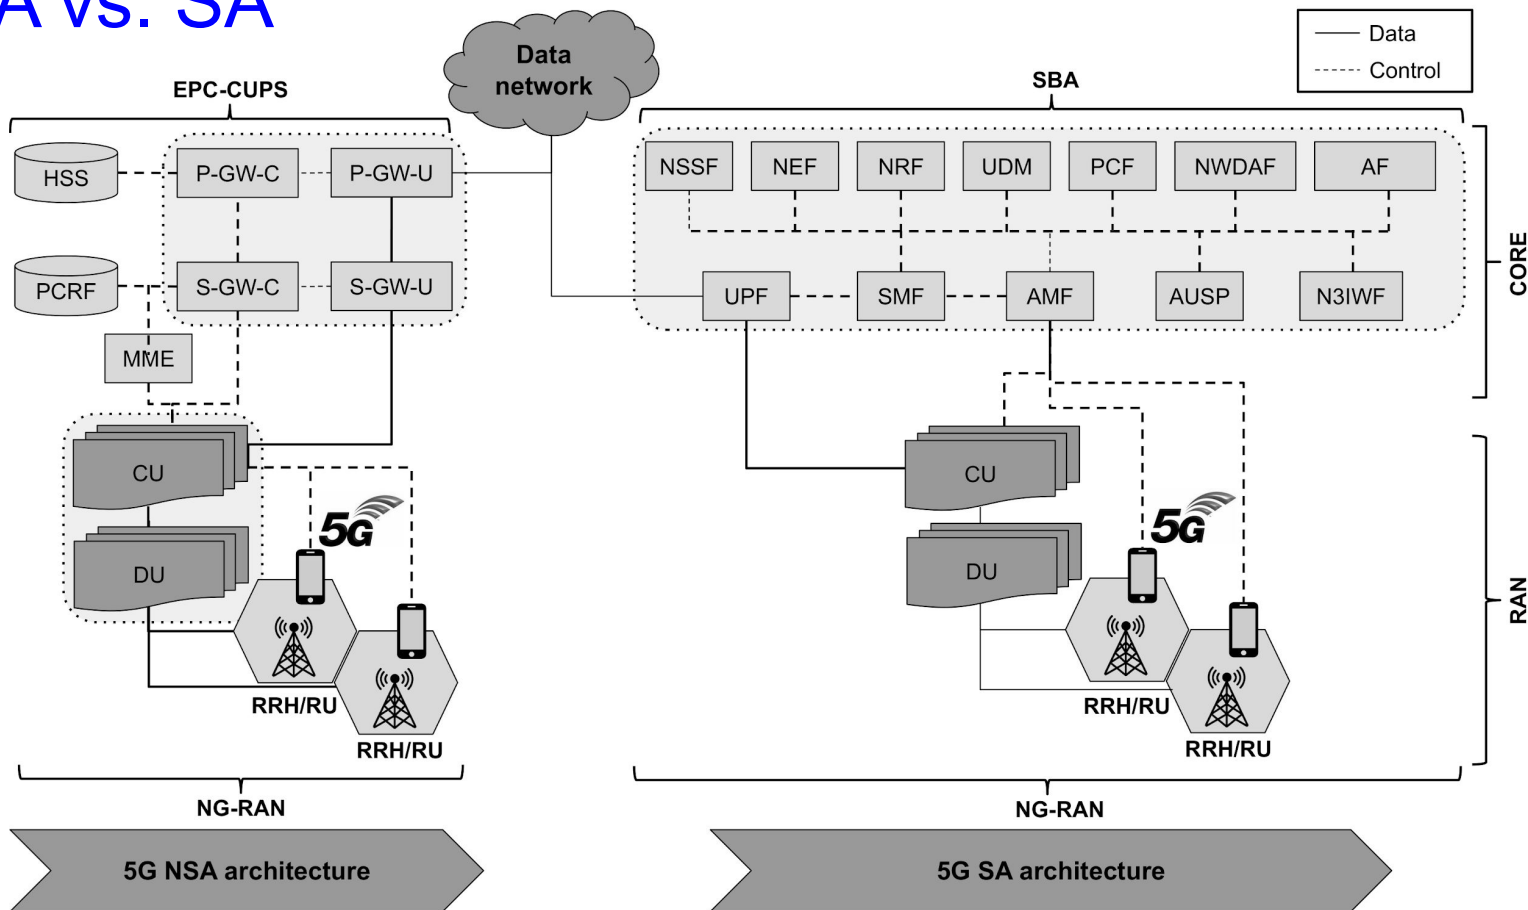 A vs. SA
Data
Control
Data
network
EPC-CUPS
SBA
HSS
P-GW-C
P-GW-U
NSSF
NEF
NRF
UDM
PCF
NWDAF
AF
PCRF
S-GW-C
S-GW-U
UPF
SMF
AMF
AUSP
N3IWF
CORE
MME
CU
CU
5G
5G
DU
DU
RAN
RRH/RU
RRH/RU
RRH/RU
RRH/RU
NG-RAN
NG-RAN
5G NSA architecture
5G SA architecture